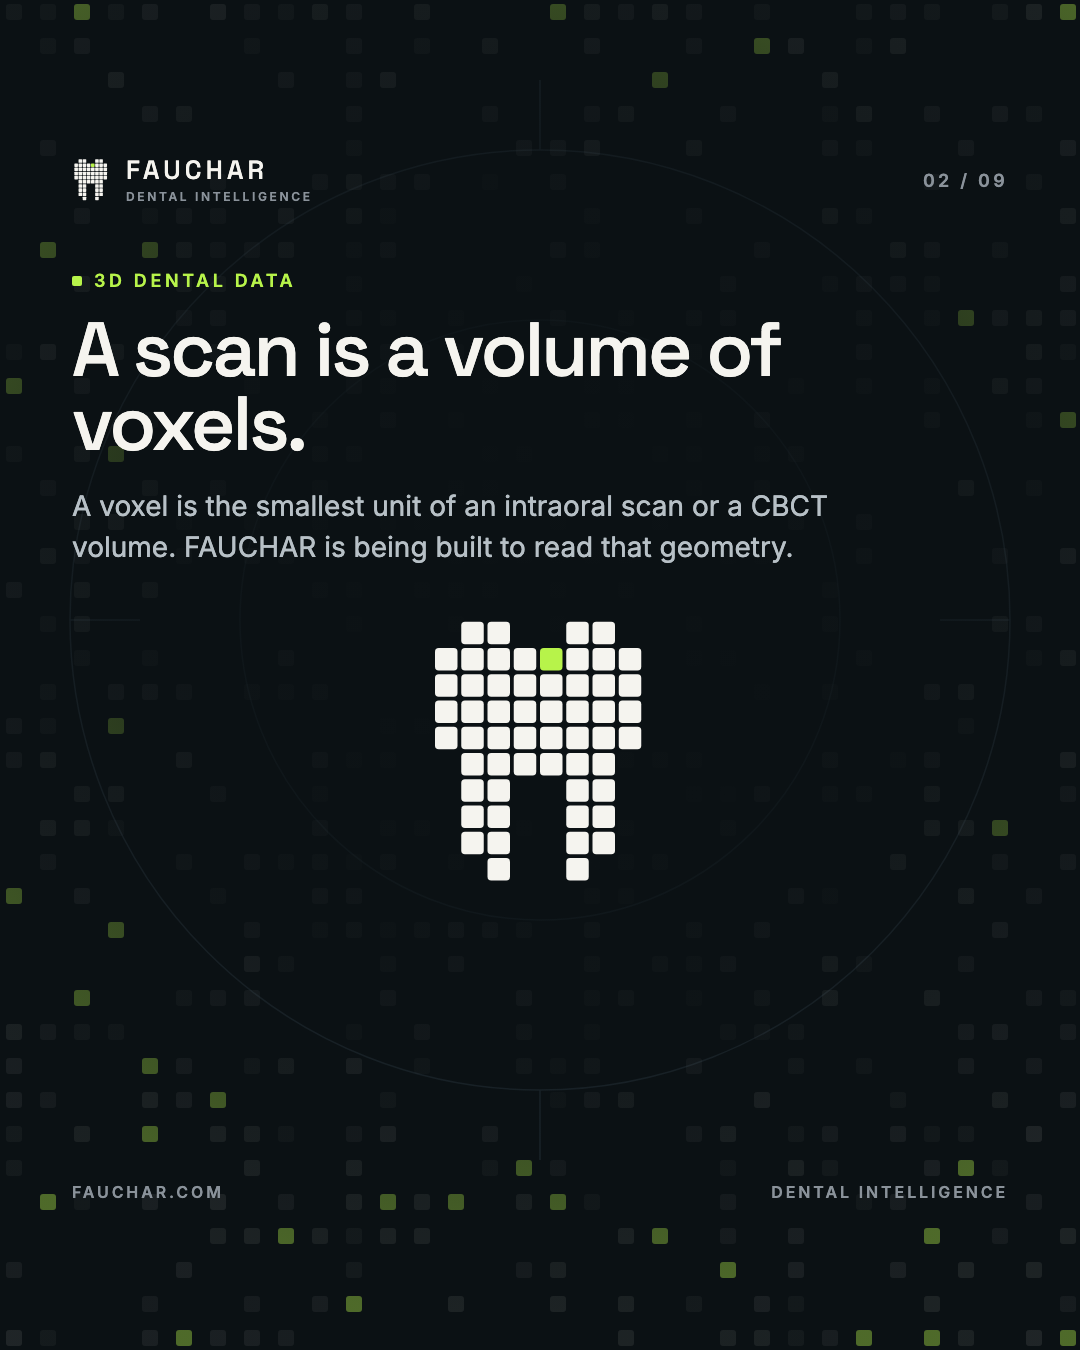 FAUCHAR
DENTAL INTELLIGENCE
02 / 09
3D DENTAL DATA
A scan is a volume of
voxels.
A voxel is the smallest unit of an intraoral scan or a CBCT
volume. FAUCHAR is being built to read that geometry.
FAUCHAR.COM
DENTAL INTELLIGENCE